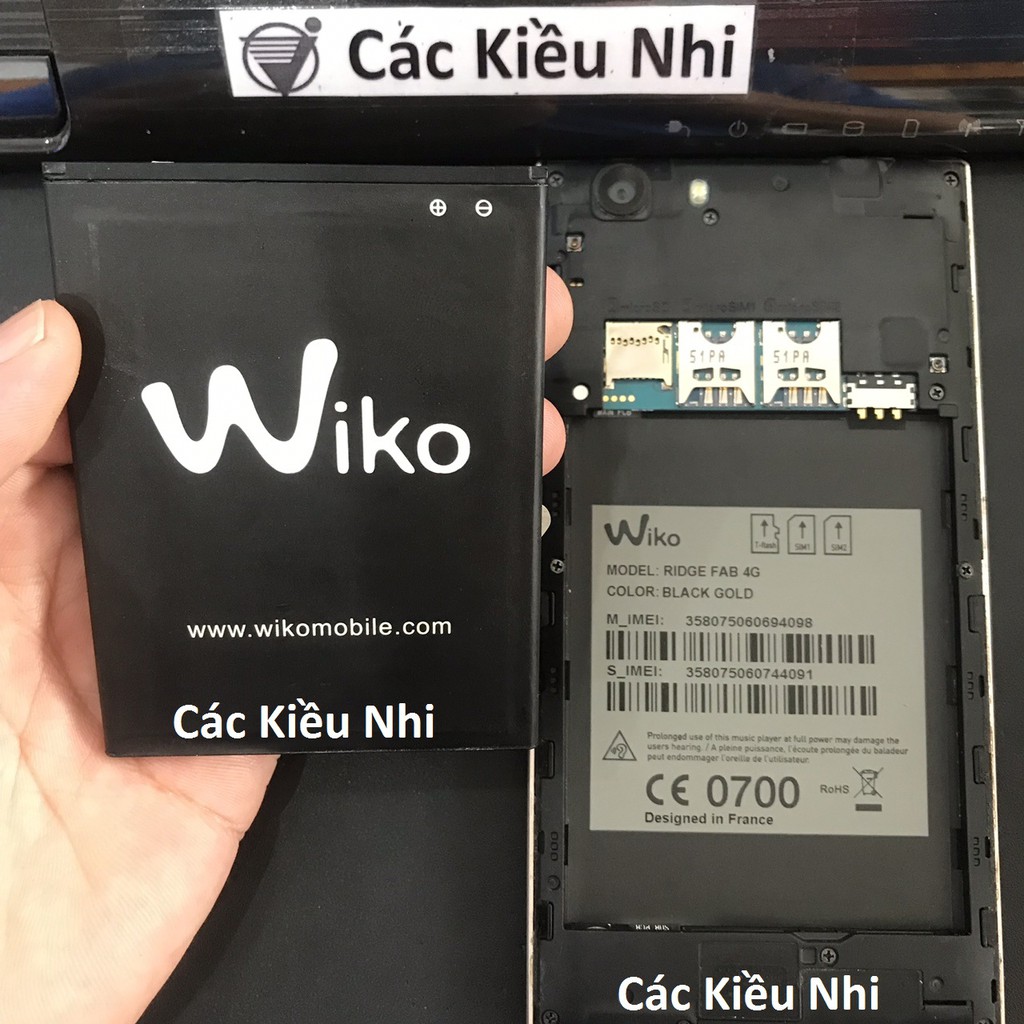 Các Kiều Nhi
Wiko
www.wikomobile.com
Các Kiều Nhi
51PA
51PA
Wiko
T-flash
SIM1
SIM2
MODEL: RIDGE FAB 4G
COLOR: BLACK GOLD
M_IMEI: 358075060694098
S_IMEI: 358075060744091
Prolonged use of this music player at full power may damage the
users hearing. / A pleine puissance, l'écoute prolongée du baladeur
peut endommager l'oreille de l'utilisateur.
CE 0700
RoHS
Designed in France
Các Kiều Nhi